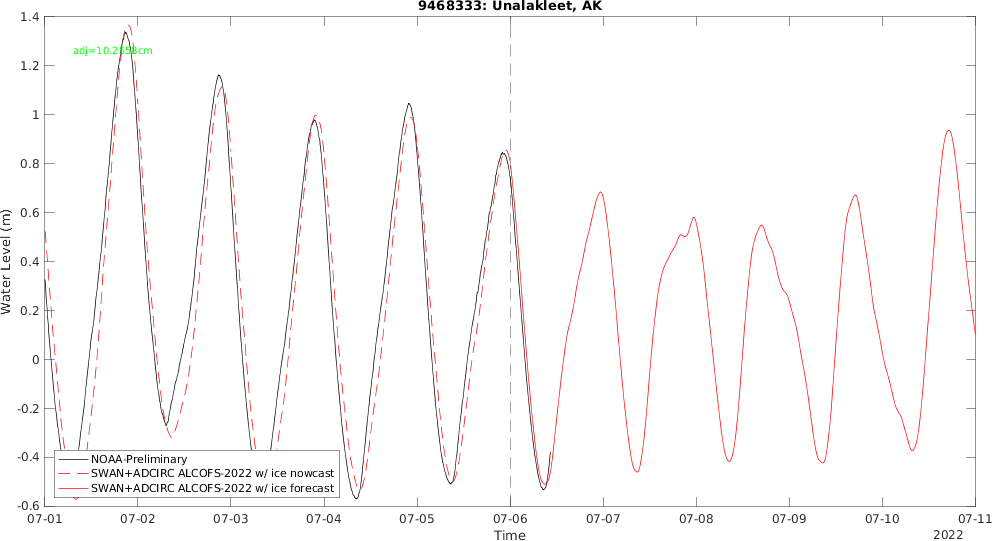 9468333: Unalakleet, AK
1.4
1.2
1
0.8
0.6
0.4
0.2
0
-0.2
-0.4
-0.6
Water Level (m)
adj=10.2558cm
NOAA-Preliminary
SWAN+ADCIRC ALCOFS-2022 w/ ice nowcast
SWAN+ADCIRC ALCOFS-2022 w/ ice forecast
07-01 07-02 07-03 07-04 07-05 07-06 07-07 07-08 07-09 07-10 07-11
Time
2022